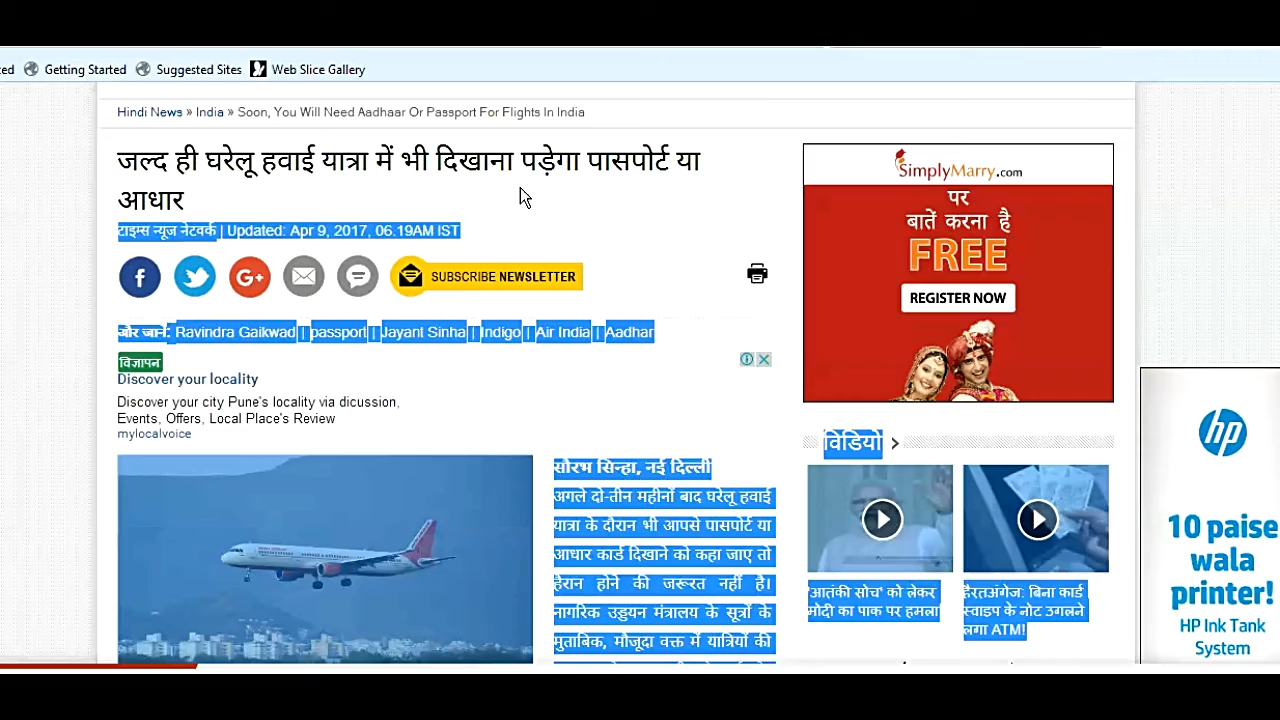 ed Getting Started Suggested Sites Web Slice Gallery
Hindi News » India » Soon, You Will Need Aadhaar Or Passport For Flights In India
जल्द ही घरेलू हवाई यात्रा में भी दिखाना पड़ेगा पासपोर्ट या
आधार
टाइम्स न्यूज नेटवर्क | Updated: Apr 9, 2017, 06.19AM IST
SUBSCRIBE NEWSLETTER
और जानें: Ravindra Gaikwad | passport | Jayant Sinha | Indigo | Air India | Aadhar
विज्ञापन
Discover your locality
Discover your city Pune's locality via dicussion,
Events, Offers, Local Place's Review
mylocalvoice
सौरभ सिन्हा, नई दिल्ली
अगले दो-तीन महीनों बाद घरेलू हवाई
यात्रा के दौरान भी आपसे पासपोर्ट या
आधार कार्ड दिखाने को कहा जाए तो
हैरान होने की जरूरत नहीं है।
नागरिक उड्डयन मंत्रालय के सूत्रों के
मुताबिक, मौजूदा वक्त में यात्रियों की
SimplyMarry.com
पर
बातें करना है
FREE
REGISTER NOW
विडियो
'आतंकी सोच' को लेकर
मोदी का पाक पर हमला
हैरतअंगेज: बिना कार्ड
स्वाइप के नोट उगलने
लगा ATM!
hp
10 paise
wala
printer!
HP Ink Tank
System